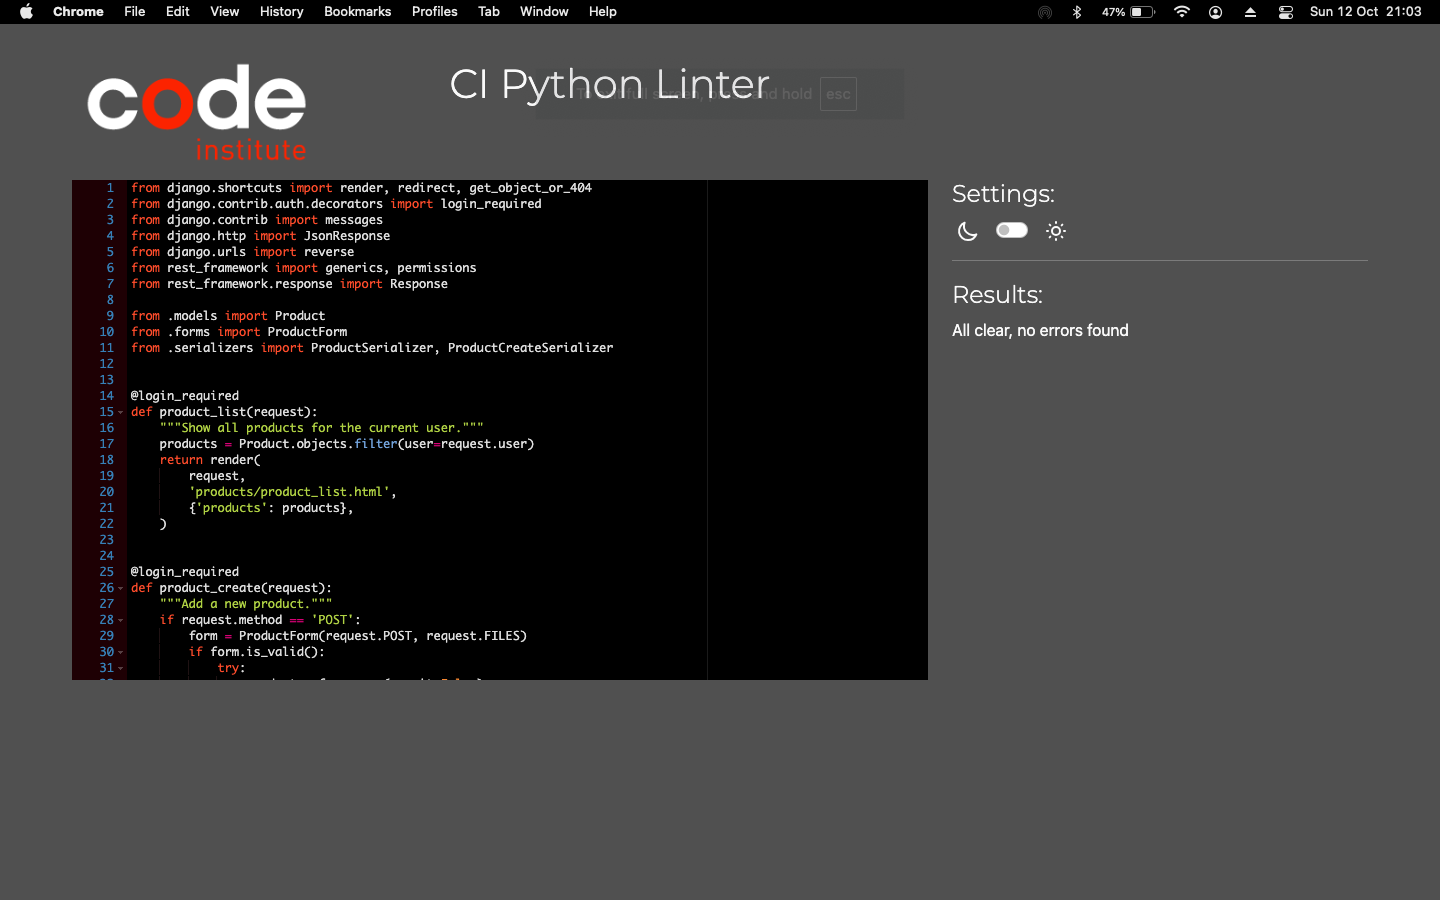 Chrome File Edit View History Bookmarks Profiles Tab Window Help 47% Sun 12 Oct 21:03
code
institute
CI Python Linter
full screen, and hold esc
1 from django.shortcuts import render, redirect, get_object_or_404
2 from django.contrib.auth.decorators import login_required
3 from django.contrib import messages
4 from django.http import JsonResponse
5 from django.urls import reverse
6 from rest_framework import generics, permissions
7 from rest_framework.response import Response
8
9 from .models import Product
10 from .forms import ProductForm
11 from .serializers import ProductSerializer, ProductCreateSerializer
12
13
14 @login_required
15 def product_list(request):
16 """Show all products for the current user."""
17 products = Product.objects.filter(user=request.user)
18 return render(
19 request,
20 'products/product_list.html',
21 {'products': products},
22 )
23
24
25 @login_required
26 def product_create(request):
27 """Add a new product."""
28 if request.method == 'POST':
29 form = ProductForm(request.POST, request.FILES)
30 if form.is_valid():
31 try:
Settings:
Results:
All clear, no errors found